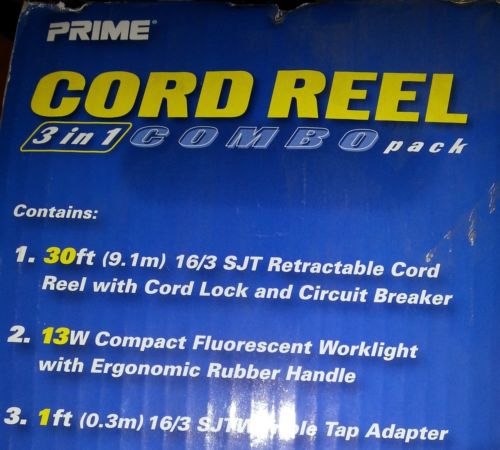 PRIME®
CORD REEL
3 in 1 COMBO pack
Contains:
1. 30ft (9.1m) 16/3 SJT Retractable Cord
Reel with Cord Lock and Circuit Breaker
2. 13W Compact Fluorescent Worklight
with Ergonomic Rubber Handle
3. 1ft (0.3m) 16/3 Tap Adapter